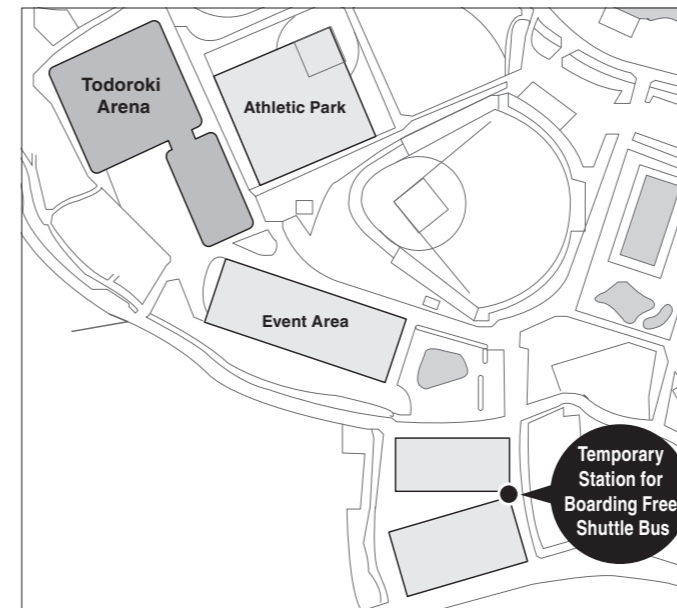 Todoroki
Arena
Athletic Park
Event Area
Temporary
Station for
Boarding Free
Shuttle Bus